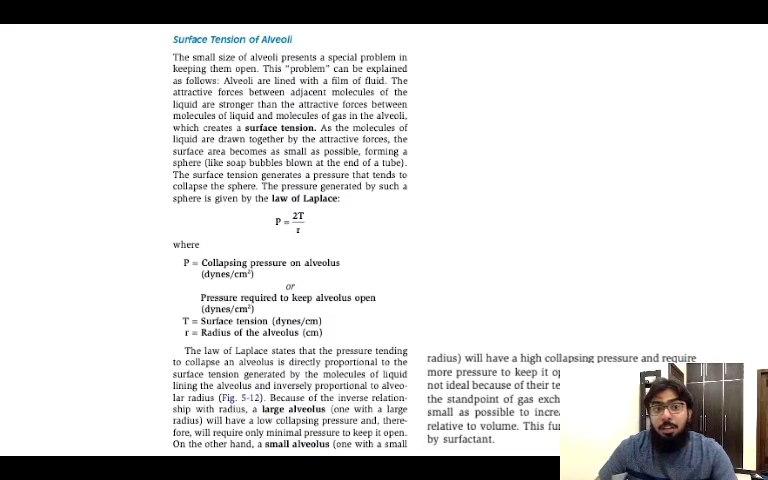 Surface Tension of Alveoli
The small size of alveoli presents a special problem in
keeping them open. This "problem" can be explained
as follows: Alveoli are lined with a film of fluid. The
attractive forces between adjacent molecules of the
liquid are stronger than the attractive forces between
molecules of liquid and molecules of gas in the alveoli,
which creates a surface tension. As the molecules of
liquid are drawn together by the attractive forces, the
surface area becomes as small as possible, forming a
sphere (like soap bubbles blown at the end of a tube).
The surface tension generates a pressure that tends to
collapse the sphere. The pressure generated by such a
sphere is given by the law of Laplace:
P = 2T
r
where
P = Collapsing pressure on alveolus
(dynes/cm²)
or
Pressure required to keep alveolus open
(dynes/cm²)
T = Surface tension (dynes/cm)
r = Radius of the alveolus (cm)
The law of Laplace states that the pressure tending
to collapse an alveolus is directly proportional to the
surface tension generated by the molecules of liquid
lining the alveolus and inversely proportional to alveo-
lar radius (Fig. 5-12). Because of the inverse relation-
ship with radius, a large alveolus (one with a large
radius) will have a low collapsing pressure and, there-
fore, will require only minimal pressure to keep it open.
On the other hand, a small alveolus (one with a small
radius) will have a high collapsing pressure and require
more pressure to keep it
not ideal because of their
the standpoint of gas
small as possible to
relative to volume. This
by surfactant.